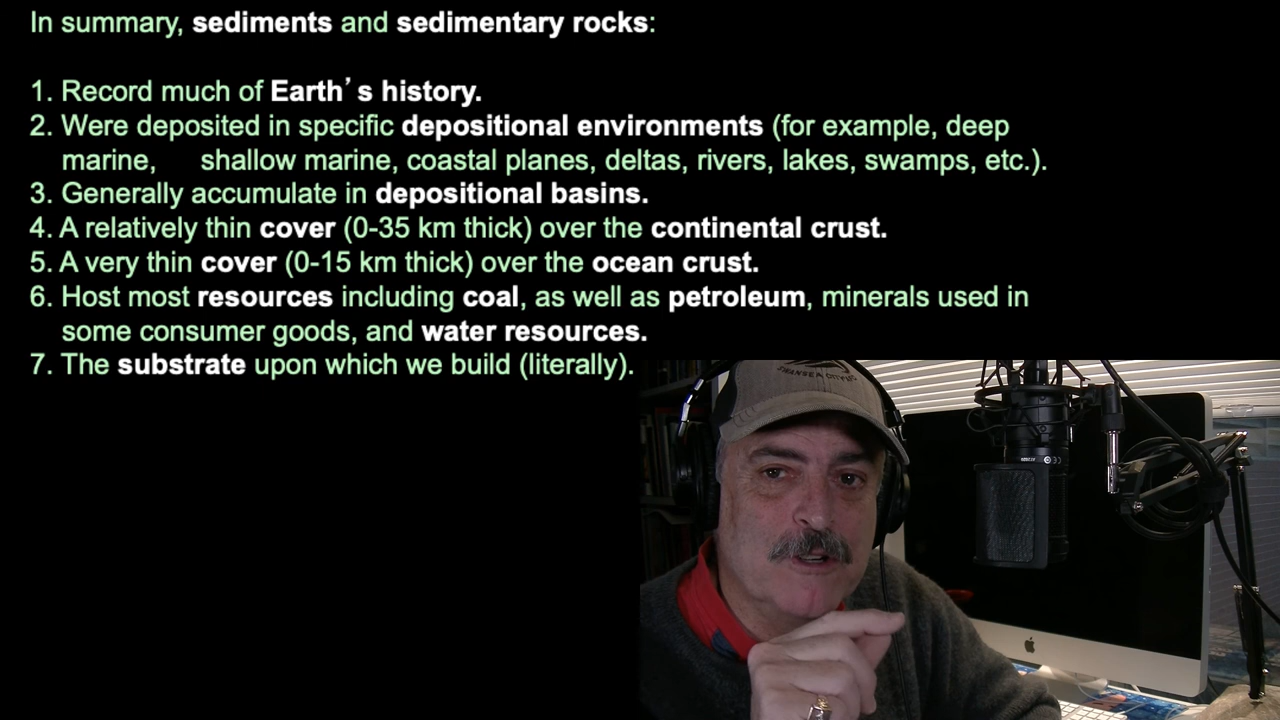 In summary, sediments and sedimentary rocks:
1. Record much of Earth’s history.
2. Were deposited in specific depositional environments (for example, deep
marine, shallow marine, coastal planes, deltas, rivers, lakes, swamps, etc.).
3. Generally accumulate in depositional basins.
4. A relatively thin cover (0-35 km thick) over the continental crust.
5. A very thin cover (0-15 km thick) over the ocean crust.
6. Host most resources including coal, as well as petroleum, minerals used in
some consumer goods, and water resources.
7. The substrate upon which we build (literally).